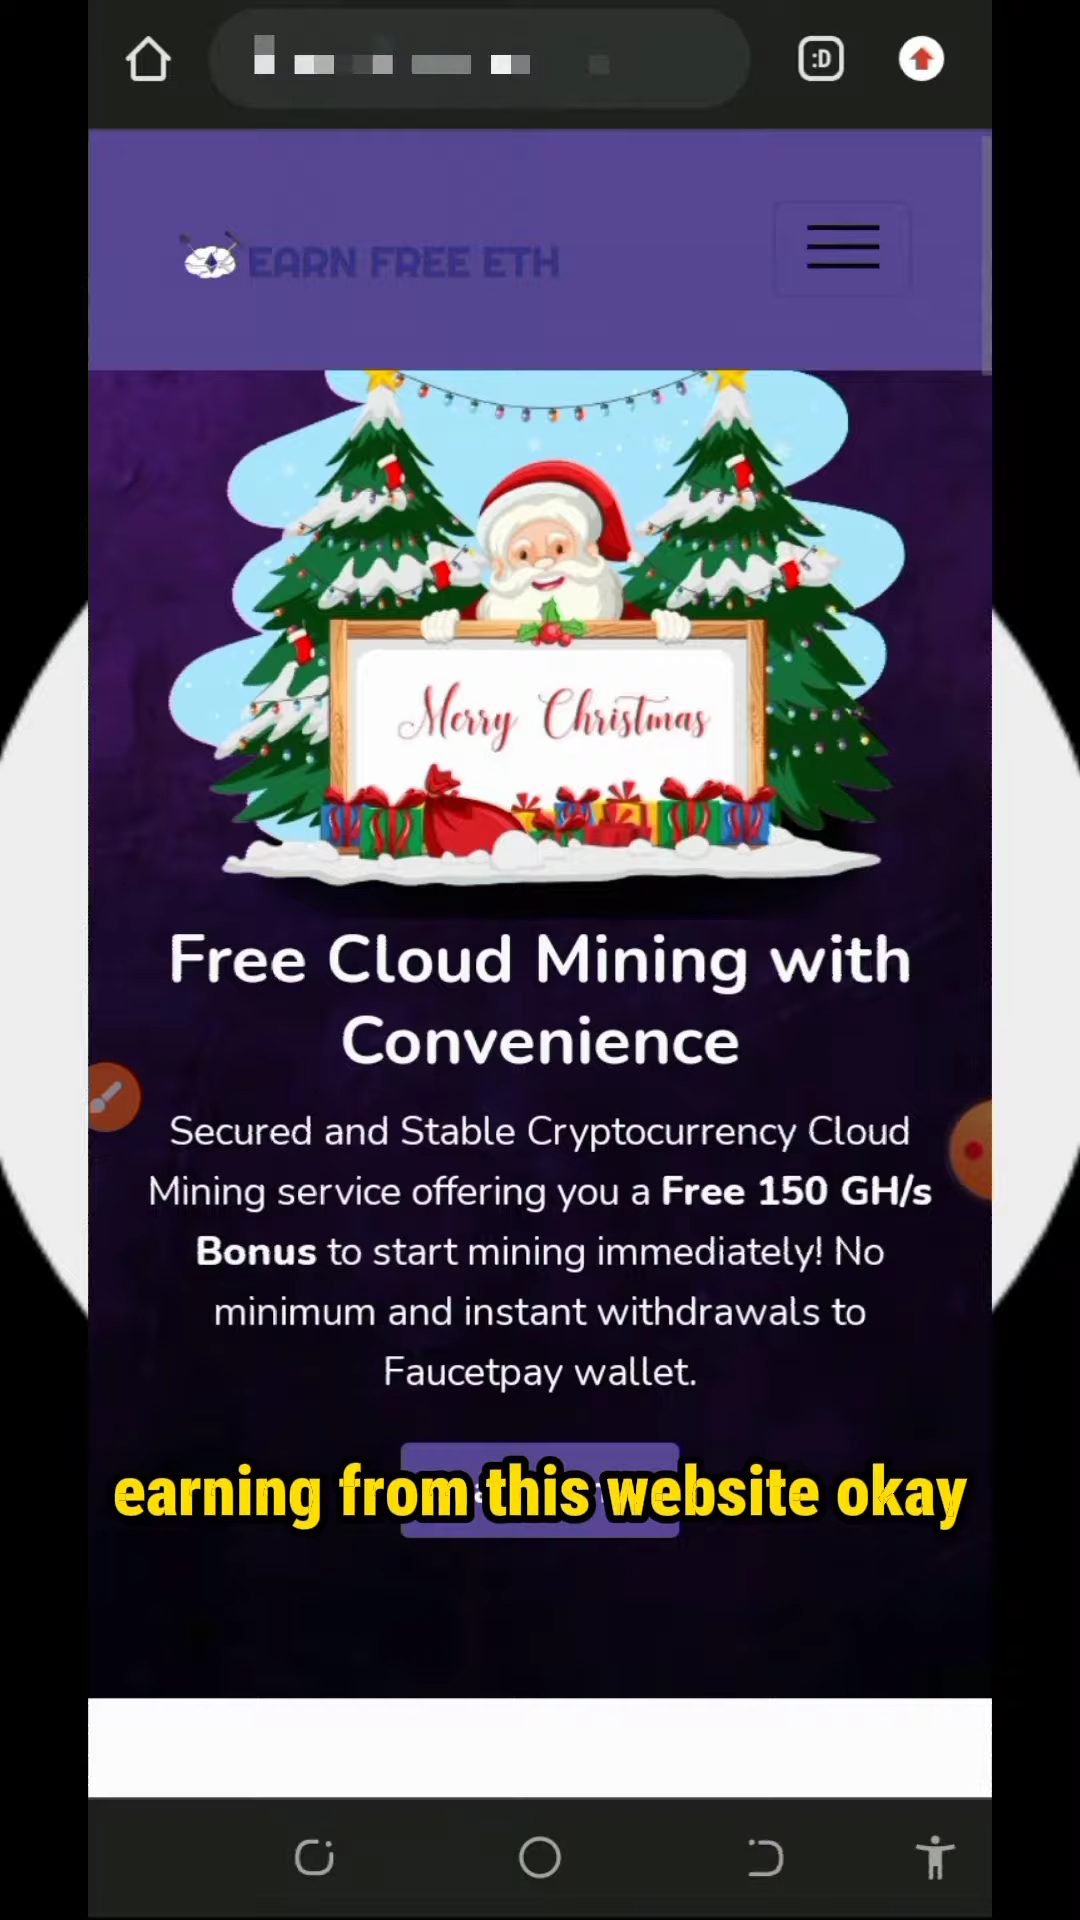 :D
EARN FREE ETH
Merry Christmas
Free Cloud Mining with
Convenience
Secured and Stable Cryptocurrency Cloud
Mining service offering you a Free 150 GH/s
Bonus to start mining immediately! No
minimum and instant withdrawals to
Faucetpay wallet.
earning from this website okay